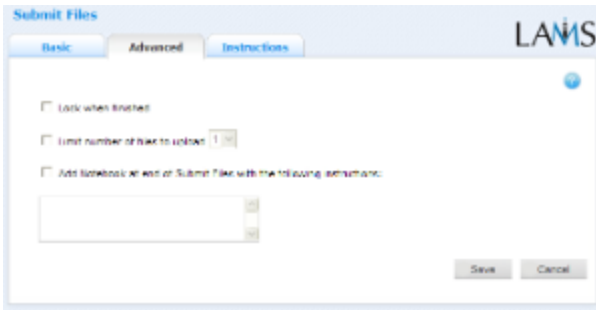 Submit Files
LAMS
Basic Advanced Instructions
?
Lock when finished
Limit number of files to upload 1
Add Notebook at end of Submit Files with the following instructions:
Save Cancel